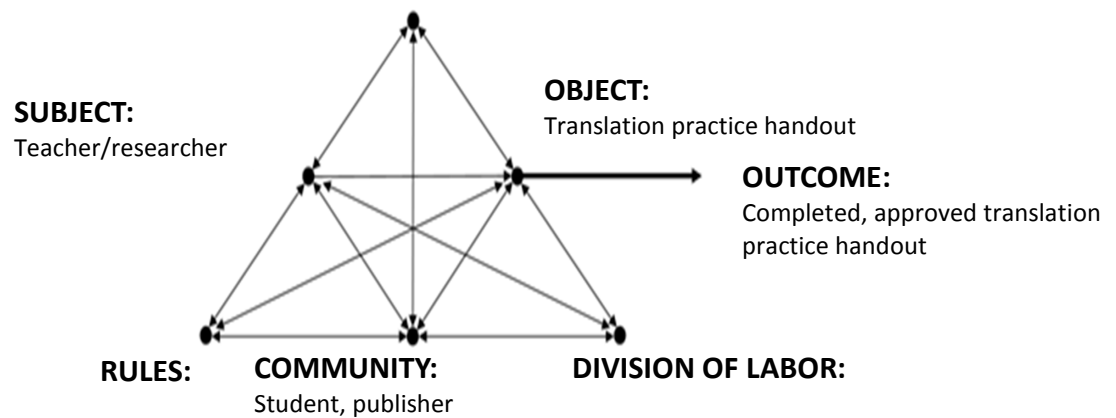 SUBJECT:
Teacher/researcher
OBJECT:
Translation practice handout
OUTCOME:
Completed, approved translation
practice handout
RULES:
COMMUNITY:
Student, publisher
DIVISION OF LABOR: